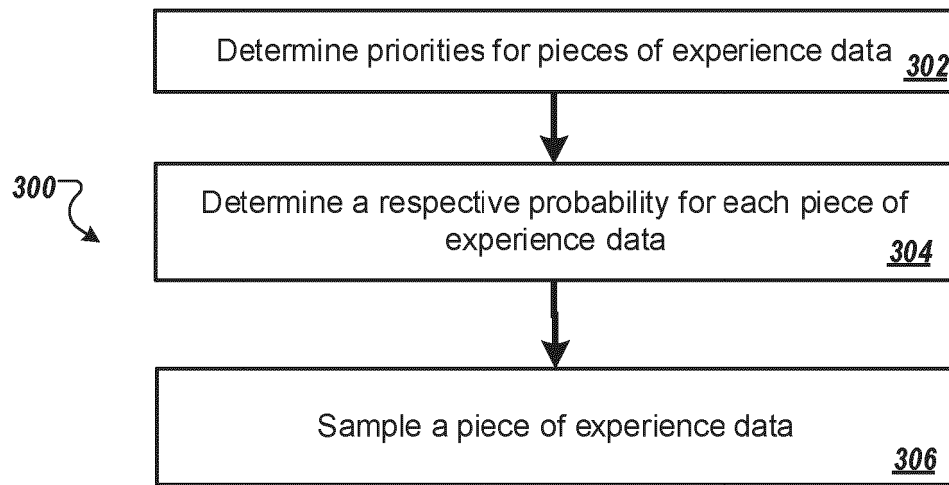 Determine priorities for pieces of experience data
302
300
Determine a respective probability for each piece of
experience data
304
Sample a piece of experience data
306